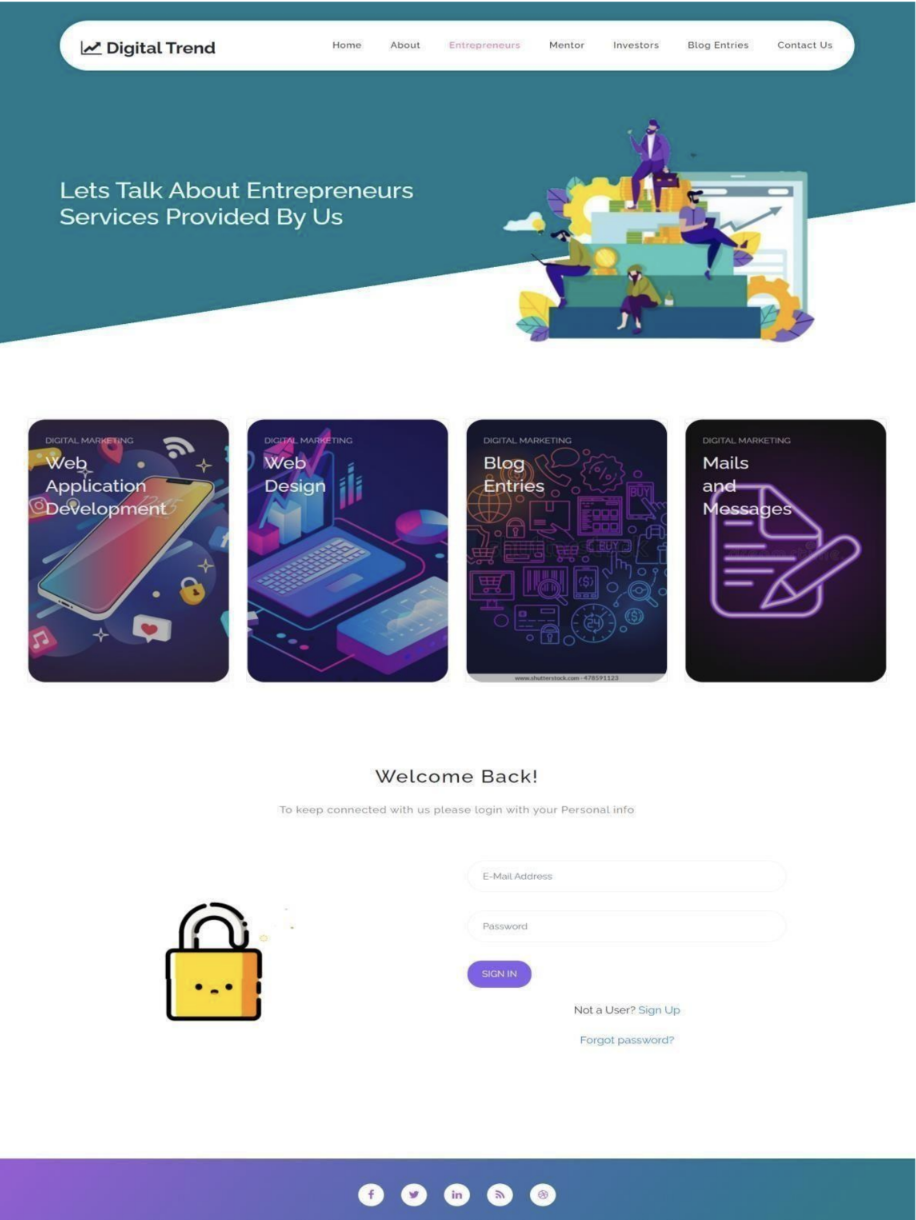 Digital Trend
Home About Entrepreneurs Mentor Investors Blog Entries Contact Us
Lets Talk About Entrepreneurs
Services Provided By Us
DIGITAL MARKETING
Web
Application
Development
DIGITAL MARKETING
Web
Design
DIGITAL MARKETING
Blog
Entries
BUY
BUY
24
www.shutterstock.com · 478591123
DIGITAL MARKETING
Mails
and
Messages
Welcome Back!
To keep connected with us please login with your Personal info
E-Mail Address
Password
SIGN IN
Not a User? Sign Up
Forgot password?